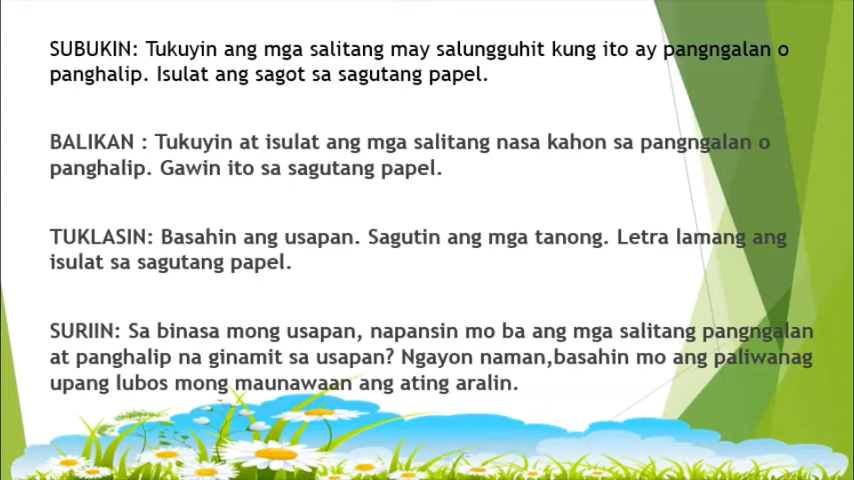 SUBUKIN: Tukuyin ang mga salitang may salungguhit kung ito ay pangngalan o
panghalip. Isulat ang sagot sa sagutang papel.
BALIKAN : Tukuyin at isulat ang mga salitang nasa kahon sa pangngalan o
panghalip. Gawin ito sa sagutang papel.
TUKLASIN: Basahin ang usapan. Sagutin ang mga tanong. Letra lamang ang
isulat sa sagutang papel.
SURIIN: Sa binasa mong usapan, napansin mo ba ang mga salitang pangngalan
at panghalip na ginamit sa usapan? Ngayon naman,basahin mo ang paliwanag
upang lubos mong maunawaan ang ating aralin.